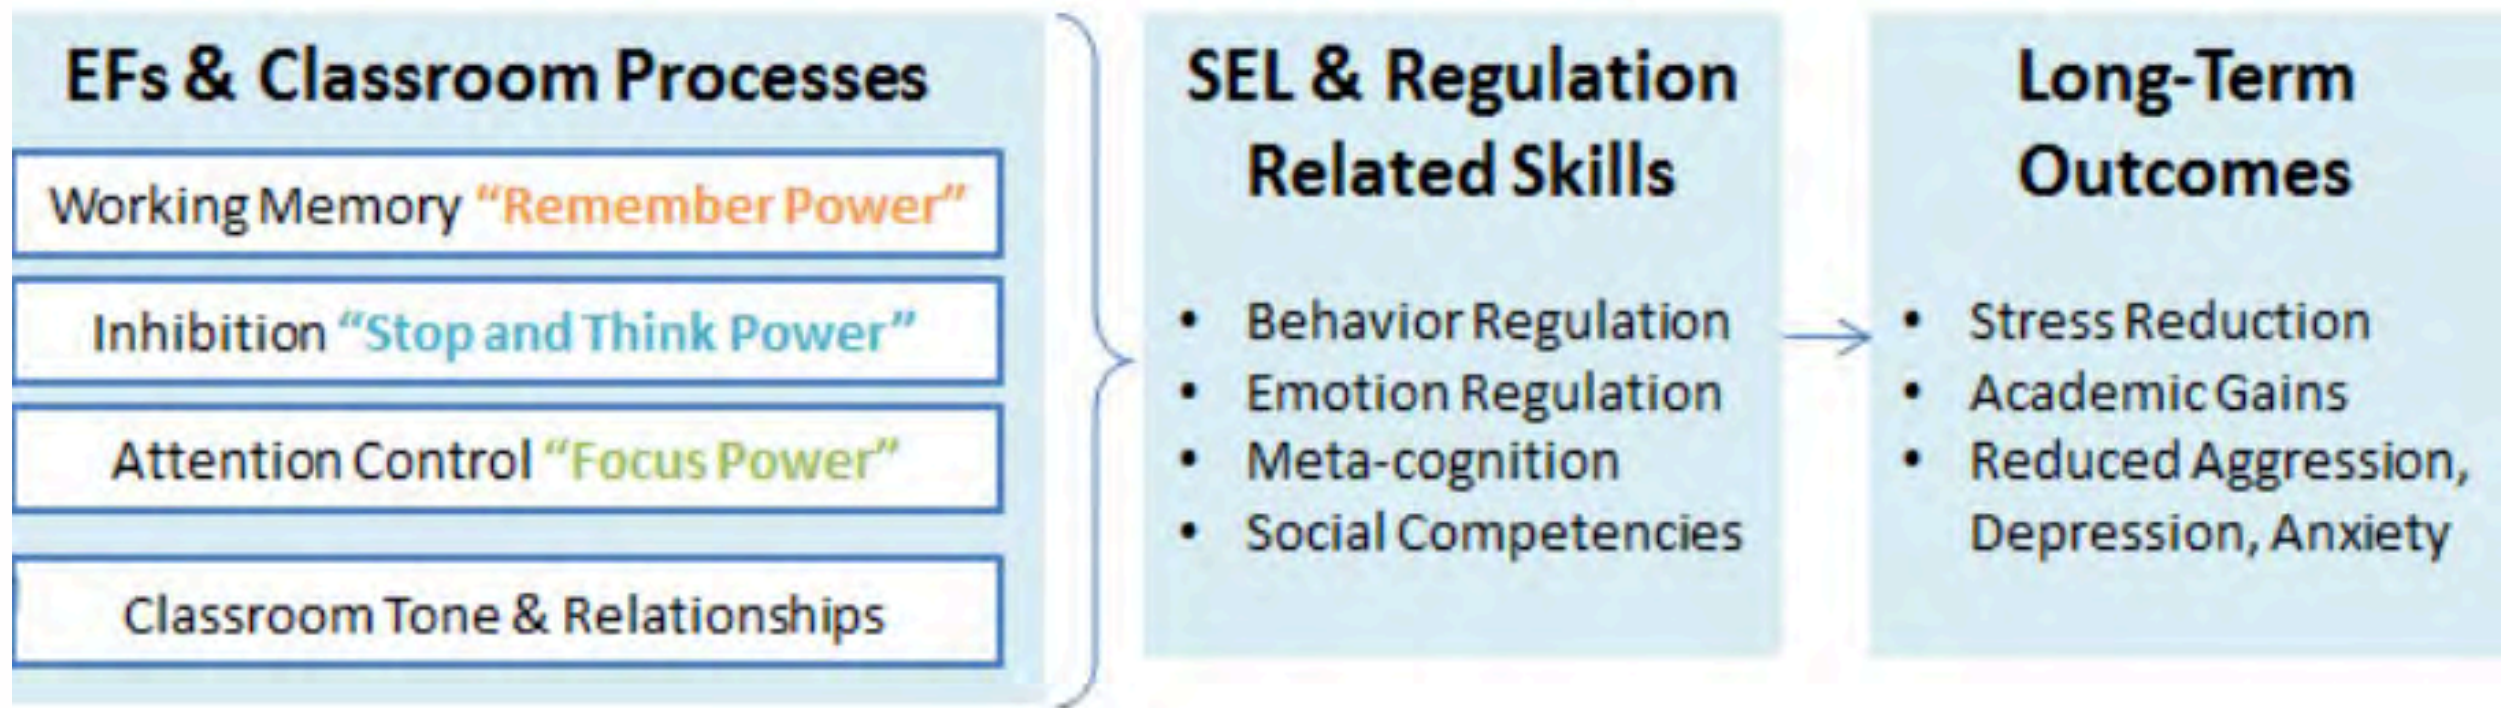 EFs & Classroom Processes
Working Memory “Remember Power”
Inhibition “Stop and Think Power”
Attention Control “Focus Power”
Classroom Tone & Relationships
SEL & Regulation
Related Skills
• Behavior Regulation
• Emotion Regulation
• Meta-cognition
• Social Competencies
Long-Term
Outcomes
• Stress Reduction
• Academic Gains
• Reduced Aggression,
Depression, Anxiety